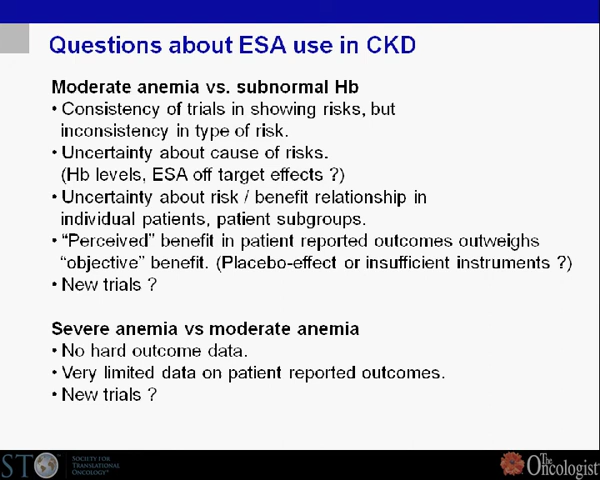 Questions about ESA use in CKD
Moderate anemia vs. subnormal Hb
• Consistency of trials in showing risks, but
inconsistency in type of risk.
• Uncertainty about cause of risks.
(Hb levels, ESA off target effects ?)
• Uncertainty about risk / benefit relationship in
individual patients, patient subgroups.
• “Perceived” benefit in patient reported outcomes outweighs
“objective” benefit. (Placebo-effect or insufficient instruments ?)
• New trials ?
Severe anemia vs moderate anemia
• No hard outcome data.
• Very limited data on patient reported outcomes.
• New trials ?
STO
SOCIETY FOR
TRANSLATIONAL
ONCOLOGY
The
Oncologist